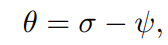 θ = σ − ψ,